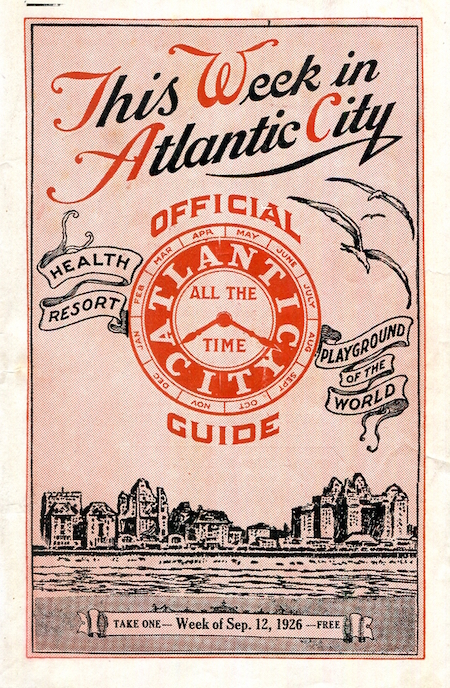 This Week in
Atlantic City
OFFICIAL
HEALTH
RESORT
JAN
FEB
MAR
APR
MAY
JUNE
JULY
AUG
SEPT
OCT
NOV
DEC
ATLANTIC
CITY
ALL THE
TIME
PLAYGROUND
OF THE
WORLD
GUIDE
TAKE ONE— Week of Sep. 12, 1926 —FREE